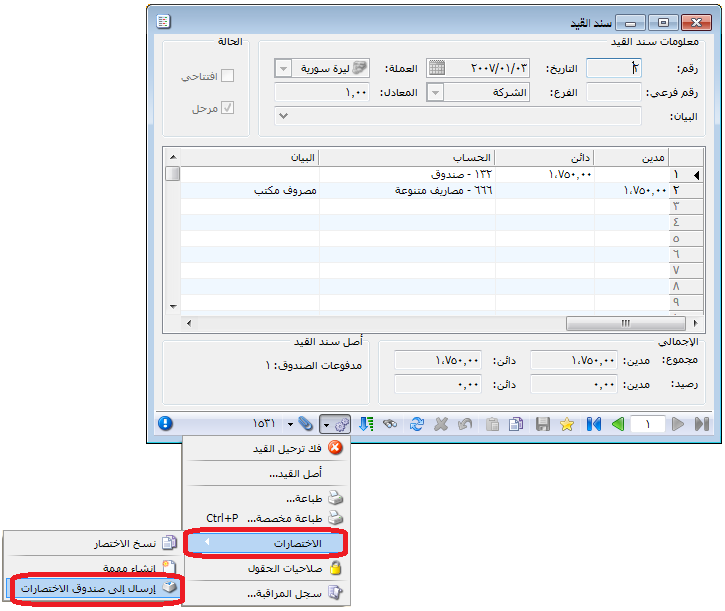 سند القيد
معلومات سند القيد
الحالة
رقم: ٢ التاريخ: ٢٠٠٧/٠١/٠٣ العملة: ليرة سورية
افتتاحي
رقم فرعي: الفرع: الشركة المعادل: ١,٠٠
مرحل
البيان:
مدين دائن الحساب البيان
١ ١،٧٥٠,٠٠ ١٣٢ - صندوق
٢ ١،٧٥٠,٠٠ ٦٦٦ - مصاريف متنوعة مصروف مكتب
٣
٤
٥
٦
٧
٨
٩
الإجمالي
أصل سند القيد
مجموع: مدين: ١،٧٥٠,٠٠ دائن: ١،٧٥٠,٠٠
مدفوعات الصندوق: ١
رصيد: مدين: ٠,٠٠ دائن: ٠,٠٠
١ ١٥٣١
فك ترحيل القيد
أصل القيد...
طباعة...
طباعة مخصصة... Ctrl+P
الاختصارات
صلاحيات الحقول
سجل المراقبة...
نسخ الاختصار
إنشاء مهمة
إرسال إلى صندوق الاختصارات